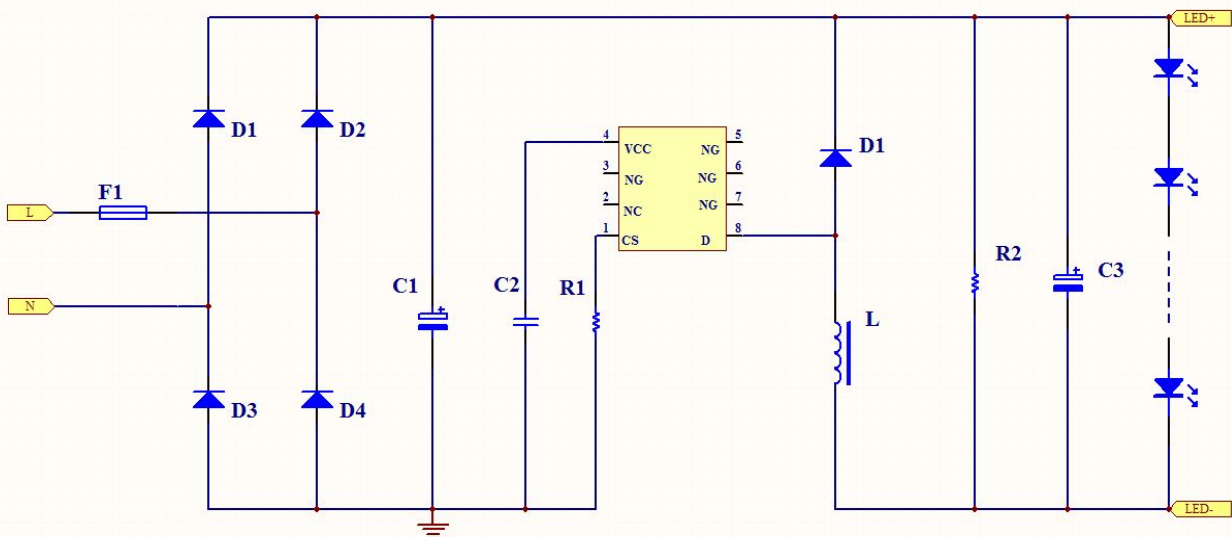 LED+
D1
D2
D1
4 VCC NG 5
3 NG NG 6
2 NC NG 7
1 CS D 8
F1
L
N
C1
C2
R1
L
R2
C3
D3
D4
LED-